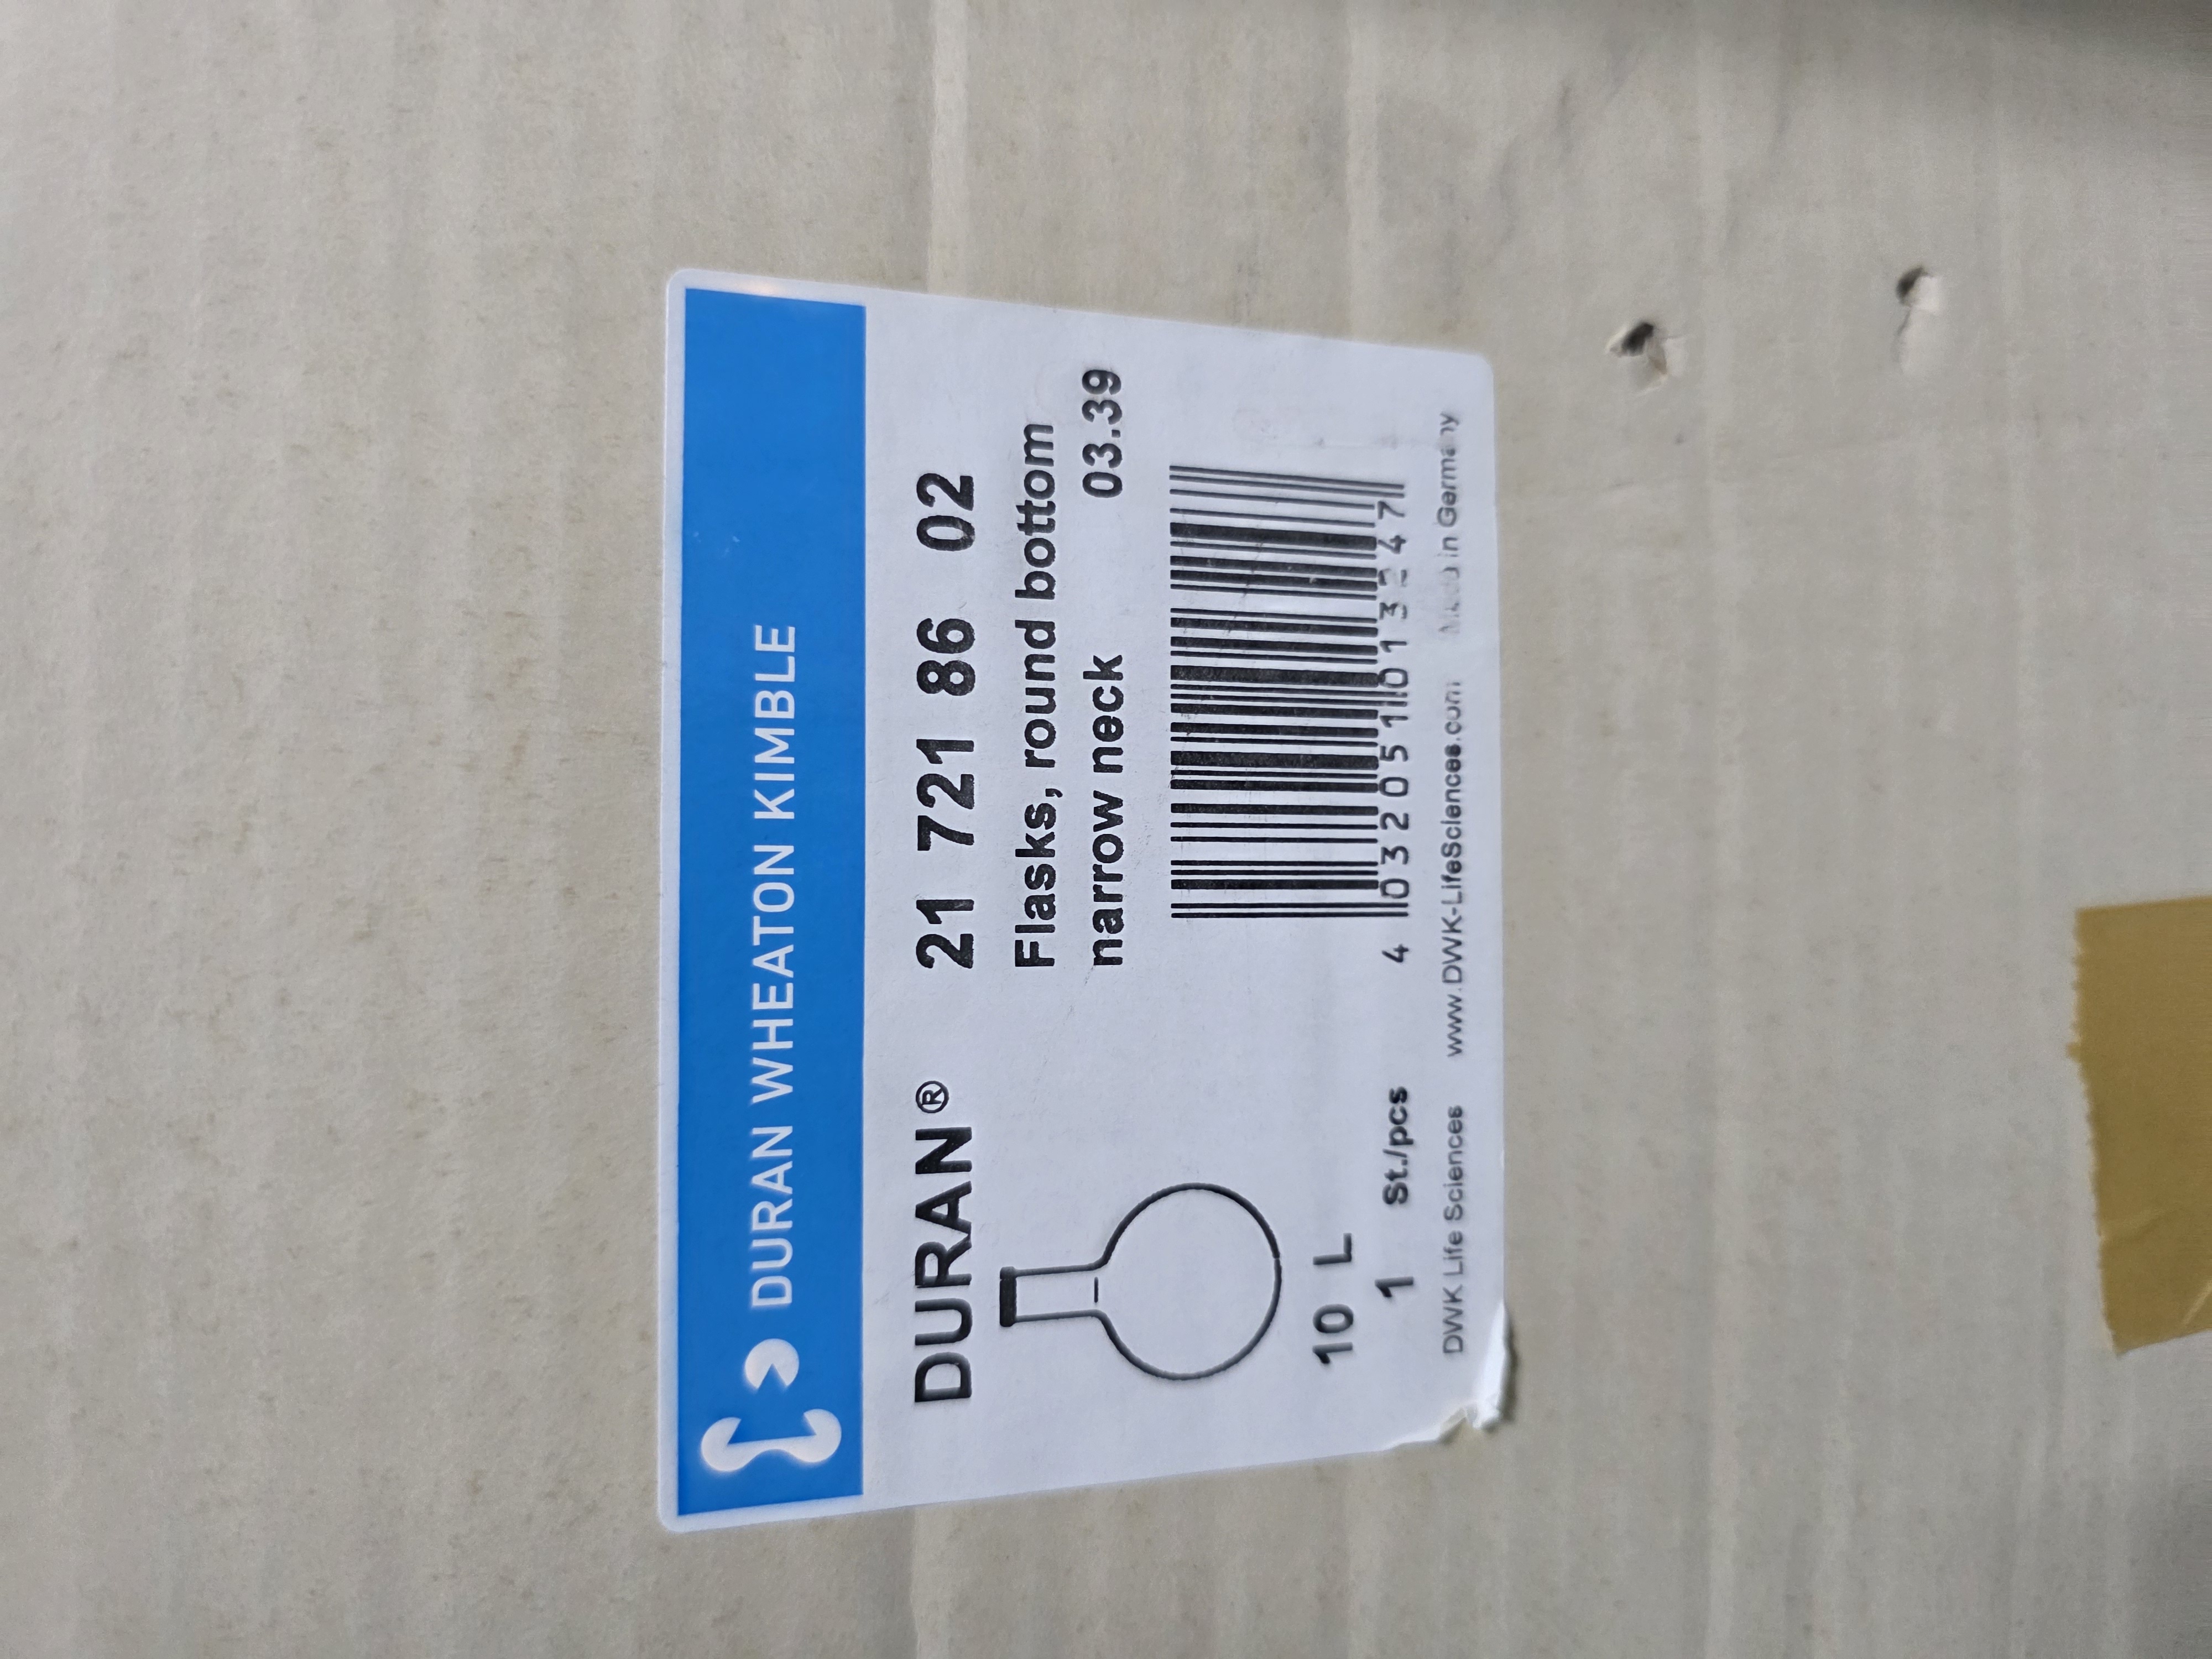 DURAN WHEATON KIMBLE
DURAN® 21 721 86 02
Flasks, round bottom
narrow neck 03.39
10 L
1 St./pcs
4 032051 013247
DWK Life Sciences www.DWK-LifeSciences.com Made in Germany